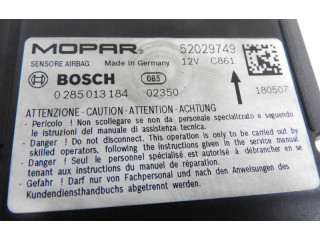 MOPAR® 52029749
SENSORE AIRBAG Made in Germany 12V C861
BOSCH 085
0 285 013 184 02350 180507
ATTENZIONE - CAUTION - ATTENTION - ACHTUNG
- Pericolo ! Non scollegare se non da personale specializzato e seguendo
le istruzioni del manuale di assistenza tecnica.
- Danger ! Do not disconnect. This operation is only to be carried out by
skilled workmen, following the instructions given in the service manual
- Danger ! Seul le personnel spécialisé est autorisé à débrancher en se
tenant aux instruction du manuel de réparation.
- Gefahr ! Darf nur von Fachpersonal und nach den Anweisungen des
Kundendiensthandbuches abgetrennt werden.